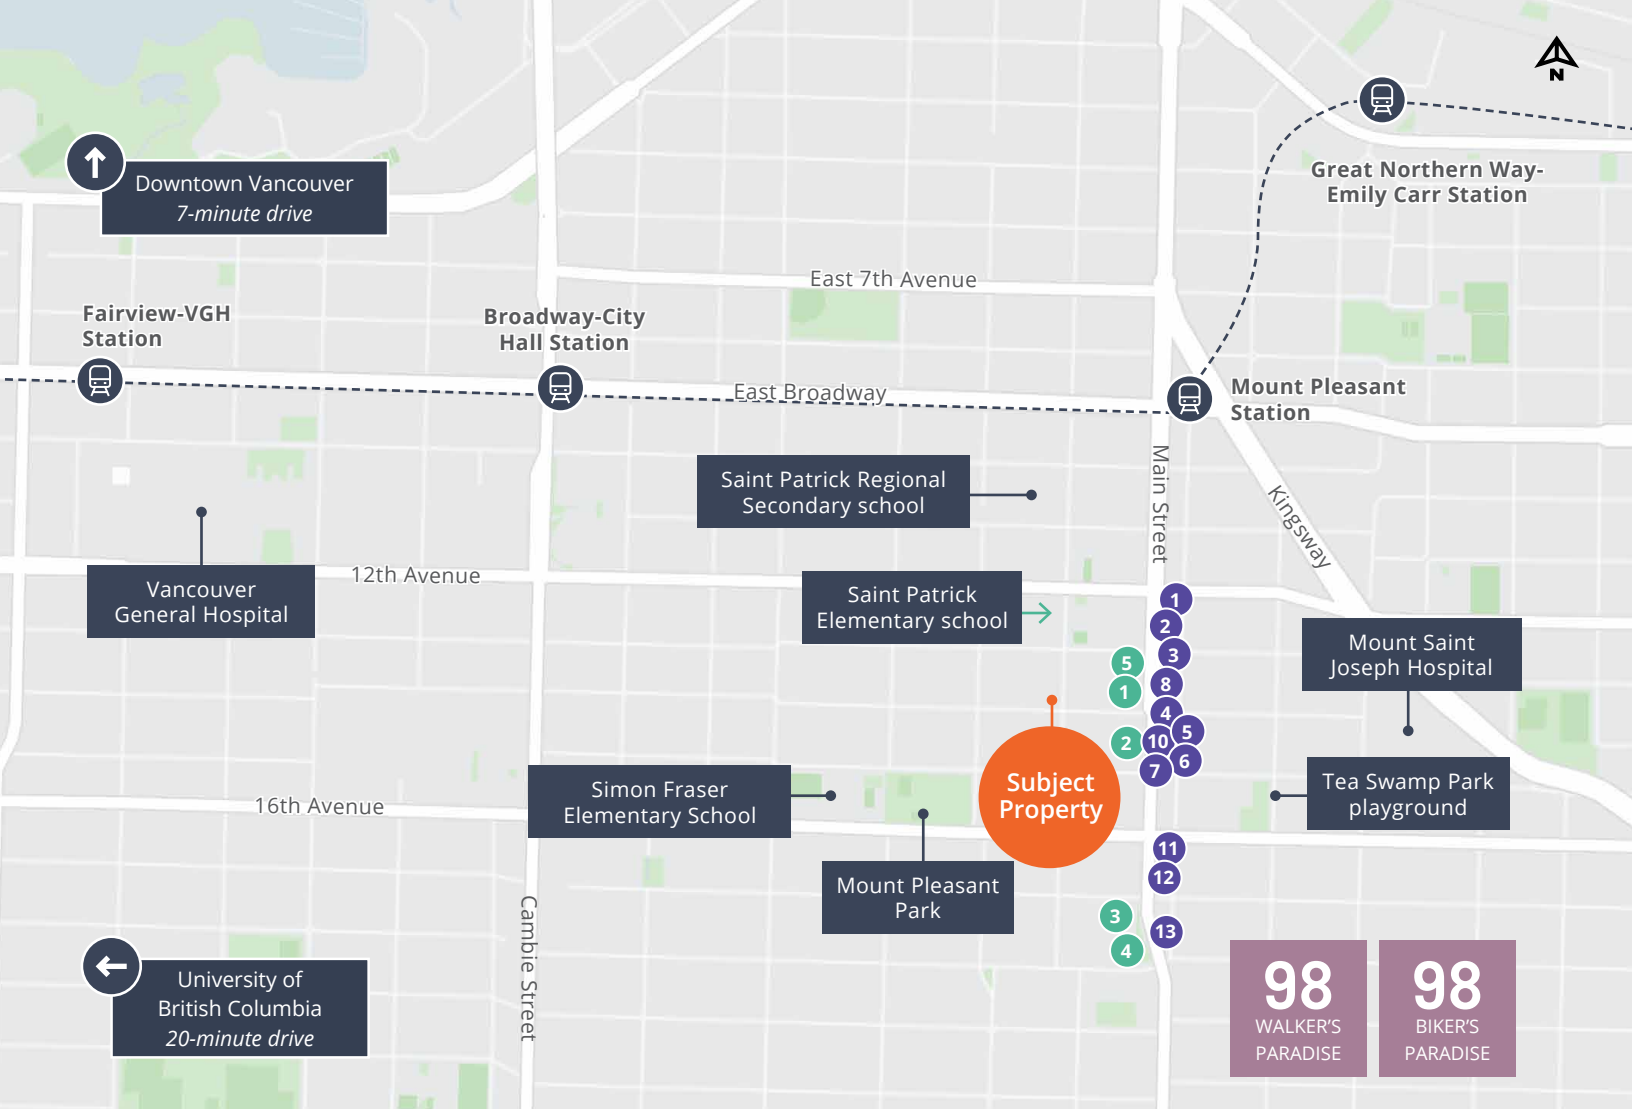 N
Great Northern Way-
Emily Carr Station
Downtown Vancouver
7-minute drive
East 7th Avenue
Fairview-VGH
Station
Broadway-City
Hall Station
East Broadway
Mount Pleasant
Station
Main Street
Kingsway
Saint Patrick Regional
Secondary school
12th Avenue
Vancouver
General Hospital
Saint Patrick
Elementary school
1
2
3
5
8
1
4
5
2
10
6
7
Mount Saint
Joseph Hospital
Subject
Property
Simon Fraser
Elementary School
Tea Swamp Park
playground
16th Avenue
11
12
Mount Pleasant
Park
3
13
4
Cambie Street
University of
British Columbia
20-minute drive
98
WALKER'S
PARADISE
98
BIKER'S
PARADISE